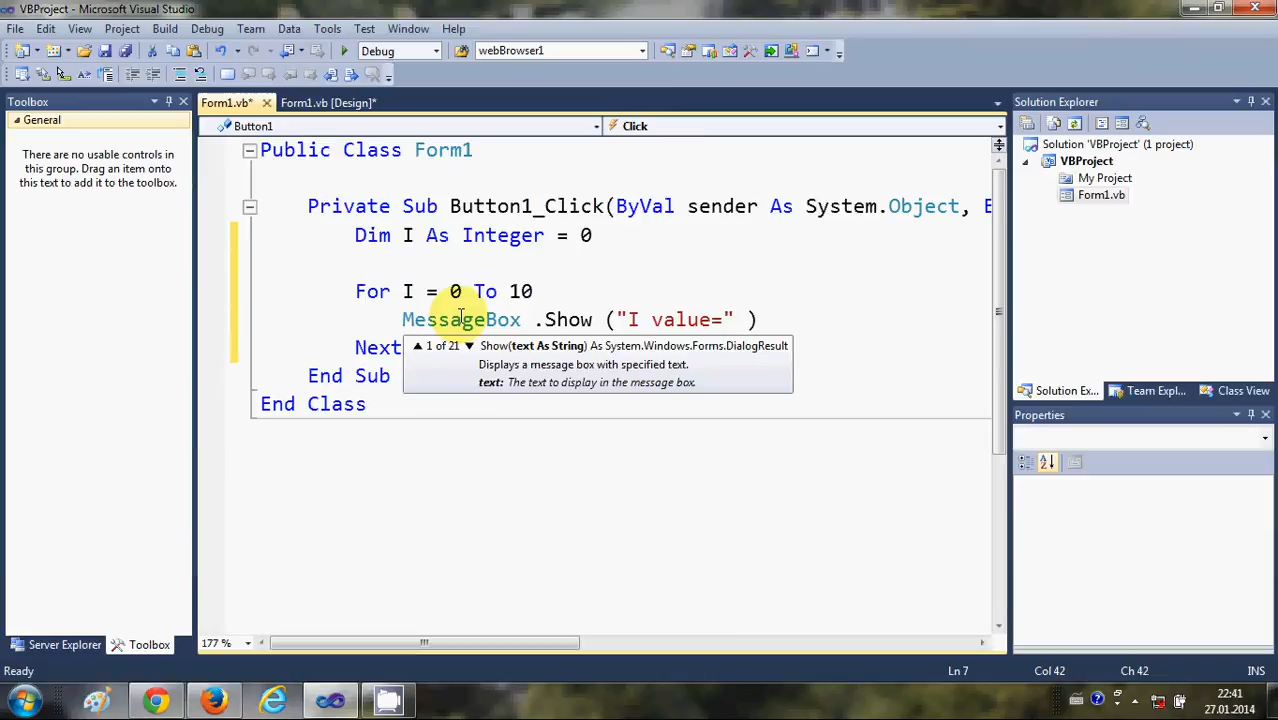 VBProject - Microsoft Visual Studio
File Edit View Project Build Debug Team Data Tools Test Window Help
Debug webBrowser1
Toolbox
General
There are no usable controls in
this group. Drag an item onto
this text to add it to the toolbox.
Server Explorer Toolbox
Form1.vb* Form1.vb [Design]*
Button1 Click
Public Class Form1
Private Sub Button1_Click(ByVal sender As System.Object,
Dim I As Integer = 0
For I = 0 To 10
MessageBox .Show ("I value=" )
1 of 21 Show(text As String) As System.Windows.Forms.DialogResult
Displays a message box with specified text.
text: The text to display in the message box.
Next
End Sub
End Class
177 %
Solution Explorer
Solution 'VBProject' (1 project)
VBProject
My Project
Form1.vb
Solution Ex... Team Expl... Class View
Properties
Ready Ln 7 Col 42 Ch 42 INS
22:41
27.01.2014